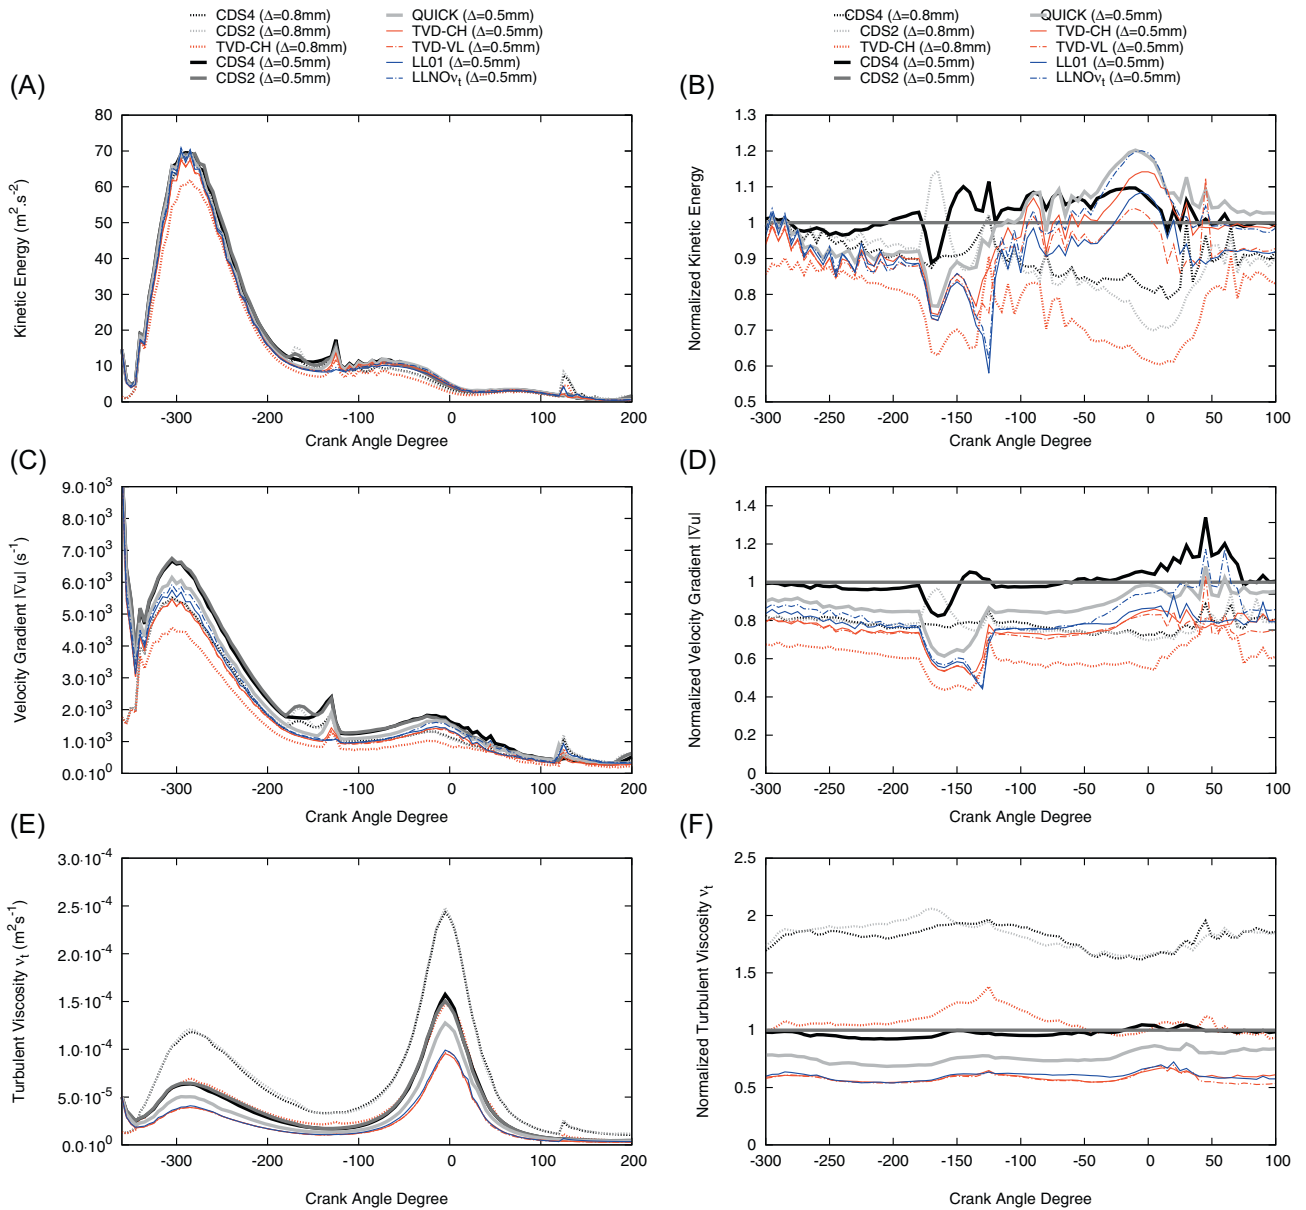 CDS4 (Δ=0.8mm)
CDS2 (Δ=0.8mm)
TVD-CH (Δ=0.8mm)
CDS4 (Δ=0.5mm)
CDS2 (Δ=0.5mm)
QUICK (Δ=0.5mm)
TVD-CH (Δ=0.5mm)
TVD-VL (Δ=0.5mm)
LL01 (Δ=0.5mm)
LLNOνt (Δ=0.5mm)
(A)
80
70
60
50
40
30
20
10
0
-300
-200
-100
0
100
200
Kinetic Energy (m².s⁻²)
Crank Angle Degree
CDS4 (Δ=0.8mm)
CDS2 (Δ=0.8mm)
TVD-CH (Δ=0.8mm)
CDS4 (Δ=0.5mm)
CDS2 (Δ=0.5mm)
QUICK (Δ=0.5mm)
TVD-CH (Δ=0.5mm)
TVD-VL (Δ=0.5mm)
LL01 (Δ=0.5mm)
LLNOνt (Δ=0.5mm)
(B)
1.3
1.2
1.1
1
0.9
0.8
0.7
0.6
0.5
-300
-250
-200
-150
-100
-50
0
50
100
Normalized Kinetic Energy
Crank Angle Degree
(C)
9.0·10³
8.0·10³
7.0·10³
6.0·10³
5.0·10³
4.0·10³
3.0·10³
2.0·10³
1.0·10³
0.0·10⁰
-300
-200
-100
0
100
200
Velocity Gradient |∇u| (s⁻¹)
Crank Angle Degree
(D)
1.4
1.2
1
0.8
0.6
0.4
0.2
0
-300
-250
-200
-150
-100
-50
0
50
100
Normalized Velocity Gradient |∇u|
Crank Angle Degree
(E)
3.0·10⁻⁴
2.5·10⁻⁴
2.0·10⁻⁴
1.5·10⁻⁴
1.0·10⁻⁴
5.0·10⁻⁵
0.0·10⁰
-300
-200
-100
0
100
200
Turbulent Viscosity νt (m²s⁻¹)
Crank Angle Degree
(F)
2.5
2
1.5
1
0.5
0
-300
-250
-200
-150
-100
-50
0
50
100
Normalized Turbulent Viscosity νt
Crank Angle Degree